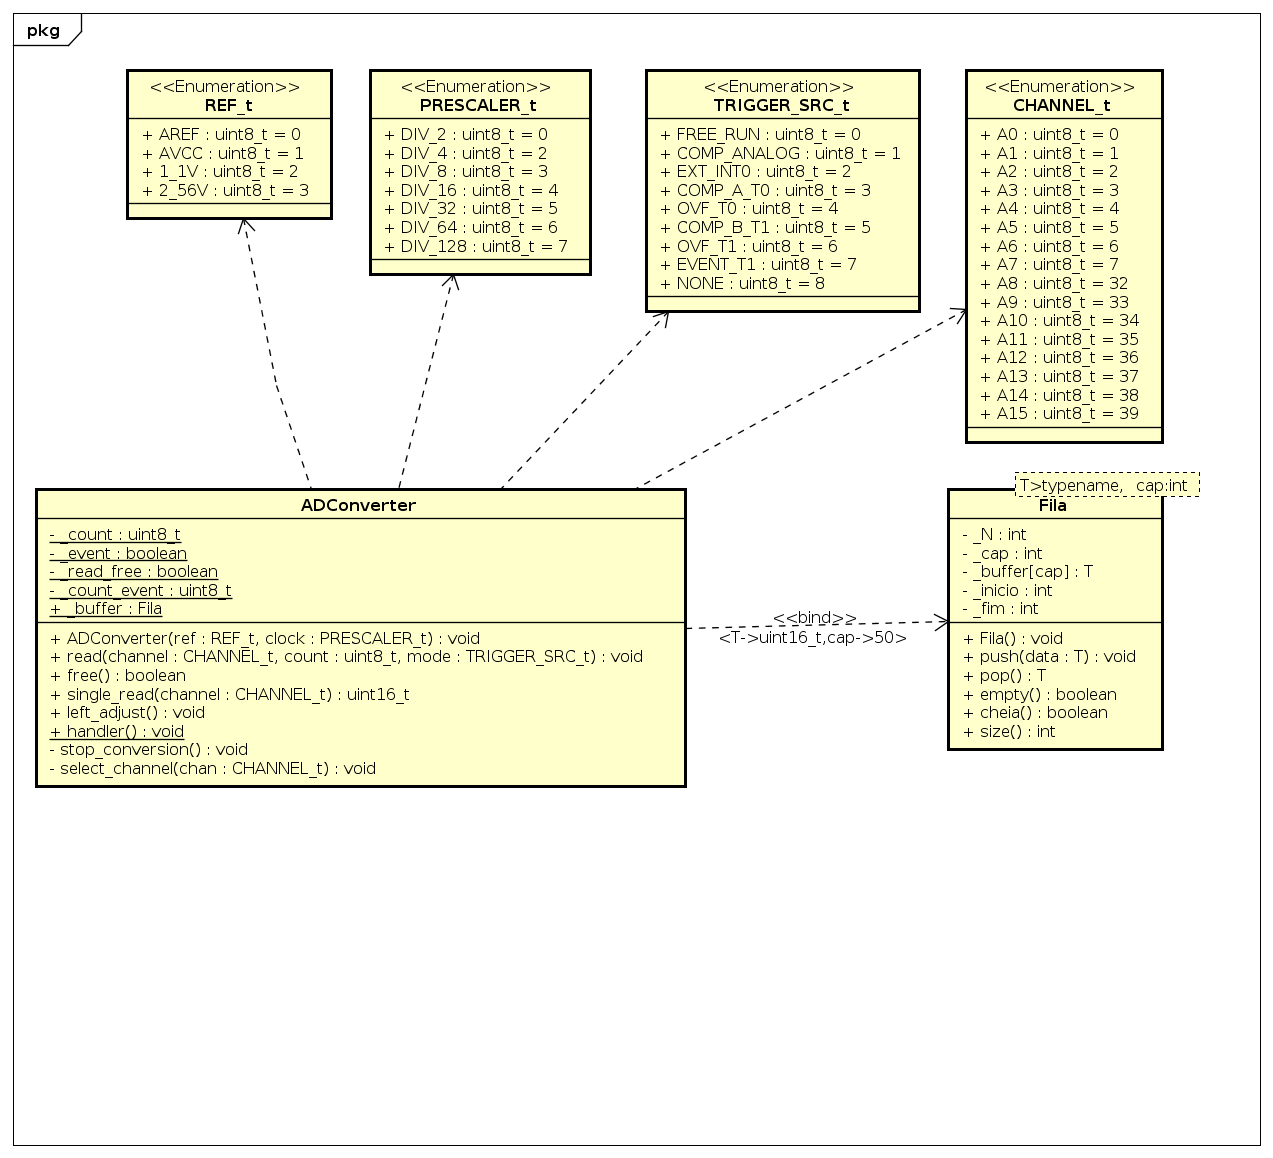 pkg
<<Enumeration>>
REF_t
+ AREF : uint8_t = 0
+ AVCC : uint8_t = 1
+ 1_1V : uint8_t = 2
+ 2_56V : uint8_t = 3
<<Enumeration>>
PRESCALER_t
+ DIV_2 : uint8_t = 0
+ DIV_4 : uint8_t = 2
+ DIV_8 : uint8_t = 3
+ DIV_16 : uint8_t = 4
+ DIV_32 : uint8_t = 5
+ DIV_64 : uint8_t = 6
+ DIV_128 : uint8_t = 7
<<Enumeration>>
TRIGGER_SRC_t
+ FREE_RUN : uint8_t = 0
+ COMP_ANALOG : uint8_t = 1
+ EXT_INT0 : uint8_t = 2
+ COMP_A_T0 : uint8_t = 3
+ OVF_T0 : uint8_t = 4
+ COMP_B_T1 : uint8_t = 5
+ OVF_T1 : uint8_t = 6
+ EVENT_T1 : uint8_t = 7
+ NONE : uint8_t = 8
<<Enumeration>>
CHANNEL_t
+ A0 : uint8_t = 0
+ A1 : uint8_t = 1
+ A2 : uint8_t = 2
+ A3 : uint8_t = 3
+ A4 : uint8_t = 4
+ A5 : uint8_t = 5
+ A6 : uint8_t = 6
+ A7 : uint8_t = 7
+ A8 : uint8_t = 32
+ A9 : uint8_t = 33
+ A10 : uint8_t = 34
+ A11 : uint8_t = 35
+ A12 : uint8_t = 36
+ A13 : uint8_t = 37
+ A14 : uint8_t = 38
+ A15 : uint8_t = 39
ADConverter
- _count : uint8_t
- _event : boolean
- _read_free : boolean
- _count_event : uint8_t
+ _buffer : Fila
+ ADConverter(ref : REF_t, clock : PRESCALER_t) : void
+ read(channel : CHANNEL_t, count : uint8_t, mode : TRIGGER_SRC_t) : void
+ free() : boolean
+ single_read(channel : CHANNEL_t) : uint16_t
+ left_adjust() : void
+ handler() : void
- stop_conversion() : void
- select_channel(chan : CHANNEL_t) : void
<<bind>>
<T->uint16_t,cap->50>
T>typename, cap:int
Fila
- _N : int
- _cap : int
- _buffer[cap] : T
- _inicio : int
- _fim : int
+ Fila() : void
+ push(data : T) : void
+ pop() : T
+ empty() : boolean
+ cheia() : boolean
+ size() : int